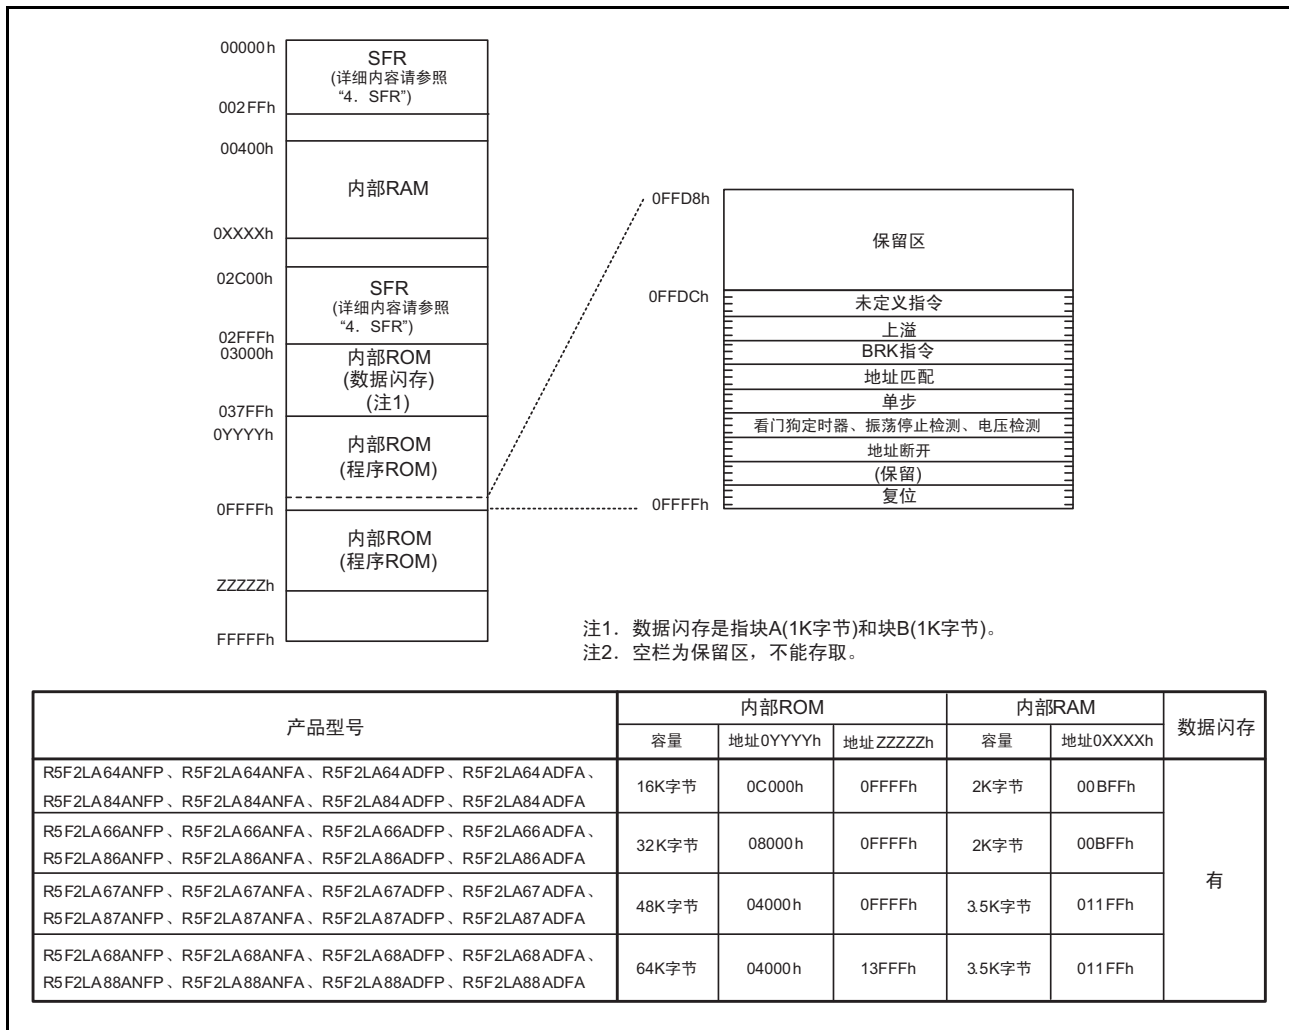 00000h
SFR
(详细内容请参照
“4．SFR”)
002FFh
00400h
内部RAM
0XXXXh
02C00h
SFR
(详细内容请参照
“4．SFR”)
02FFFh
03000h
内部ROM
(数据闪存)
(注1)
037FFh
0YYYYh
内部ROM
(程序ROM)
0FFFFh
内部ROM
(程序ROM)
ZZZZZh
FFFFFh
0FFD8h
保留区
0FFDCh
未定义指令
上溢
BRK指令
地址匹配
单步
看门狗定时器、振荡停止检测、电压检测
地址断开
(保留)
复位
0FFFFh
注1．数据闪存是指块A(1K字节)和块B(1K字节)。
注2．空栏为保留区，不能存取。
产品型号 内部ROM 内部RAM 数据闪存
容量 地址0YYYYh 地址ZZZZZh 容量 地址0XXXXh
R5F2LA64ANFP、R5F2LA64ANFA、R5F2LA64ADFP、R5F2LA64ADFA、
R5F2LA84ANFP、R5F2LA84ANFA、R5F2LA84ADFP、R5F2LA84ADFA
16K字节 0C000h 0FFFFh 2K字节 00BFFh
R5F2LA66ANFP、R5F2LA66ANFA、R5F2LA66ADFP、R5F2LA66ADFA、
R5F2LA86ANFP、R5F2LA86ANFA、R5F2LA86ADFP、R5F2LA86ADFA
32K字节 08000h 0FFFFh 2K字节 00BFFh
R5F2LA67ANFP、R5F2LA67ANFA、R5F2LA67ADFP、R5F2LA67ADFA、
R5F2LA87ANFP、R5F2LA87ANFA、R5F2LA87ADFP、R5F2LA87ADFA
48K字节 04000h 0FFFFh 3.5K字节 011FFh
R5F2LA68ANFP、R5F2LA68ANFA、R5F2LA68ADFP、R5F2LA68ADFA、
R5F2LA88ANFP、R5F2LA88ANFA、R5F2LA88ADFP、R5F2LA88ADFA
64K字节 04000h 13FFFh 3.5K字节 011FFh
有